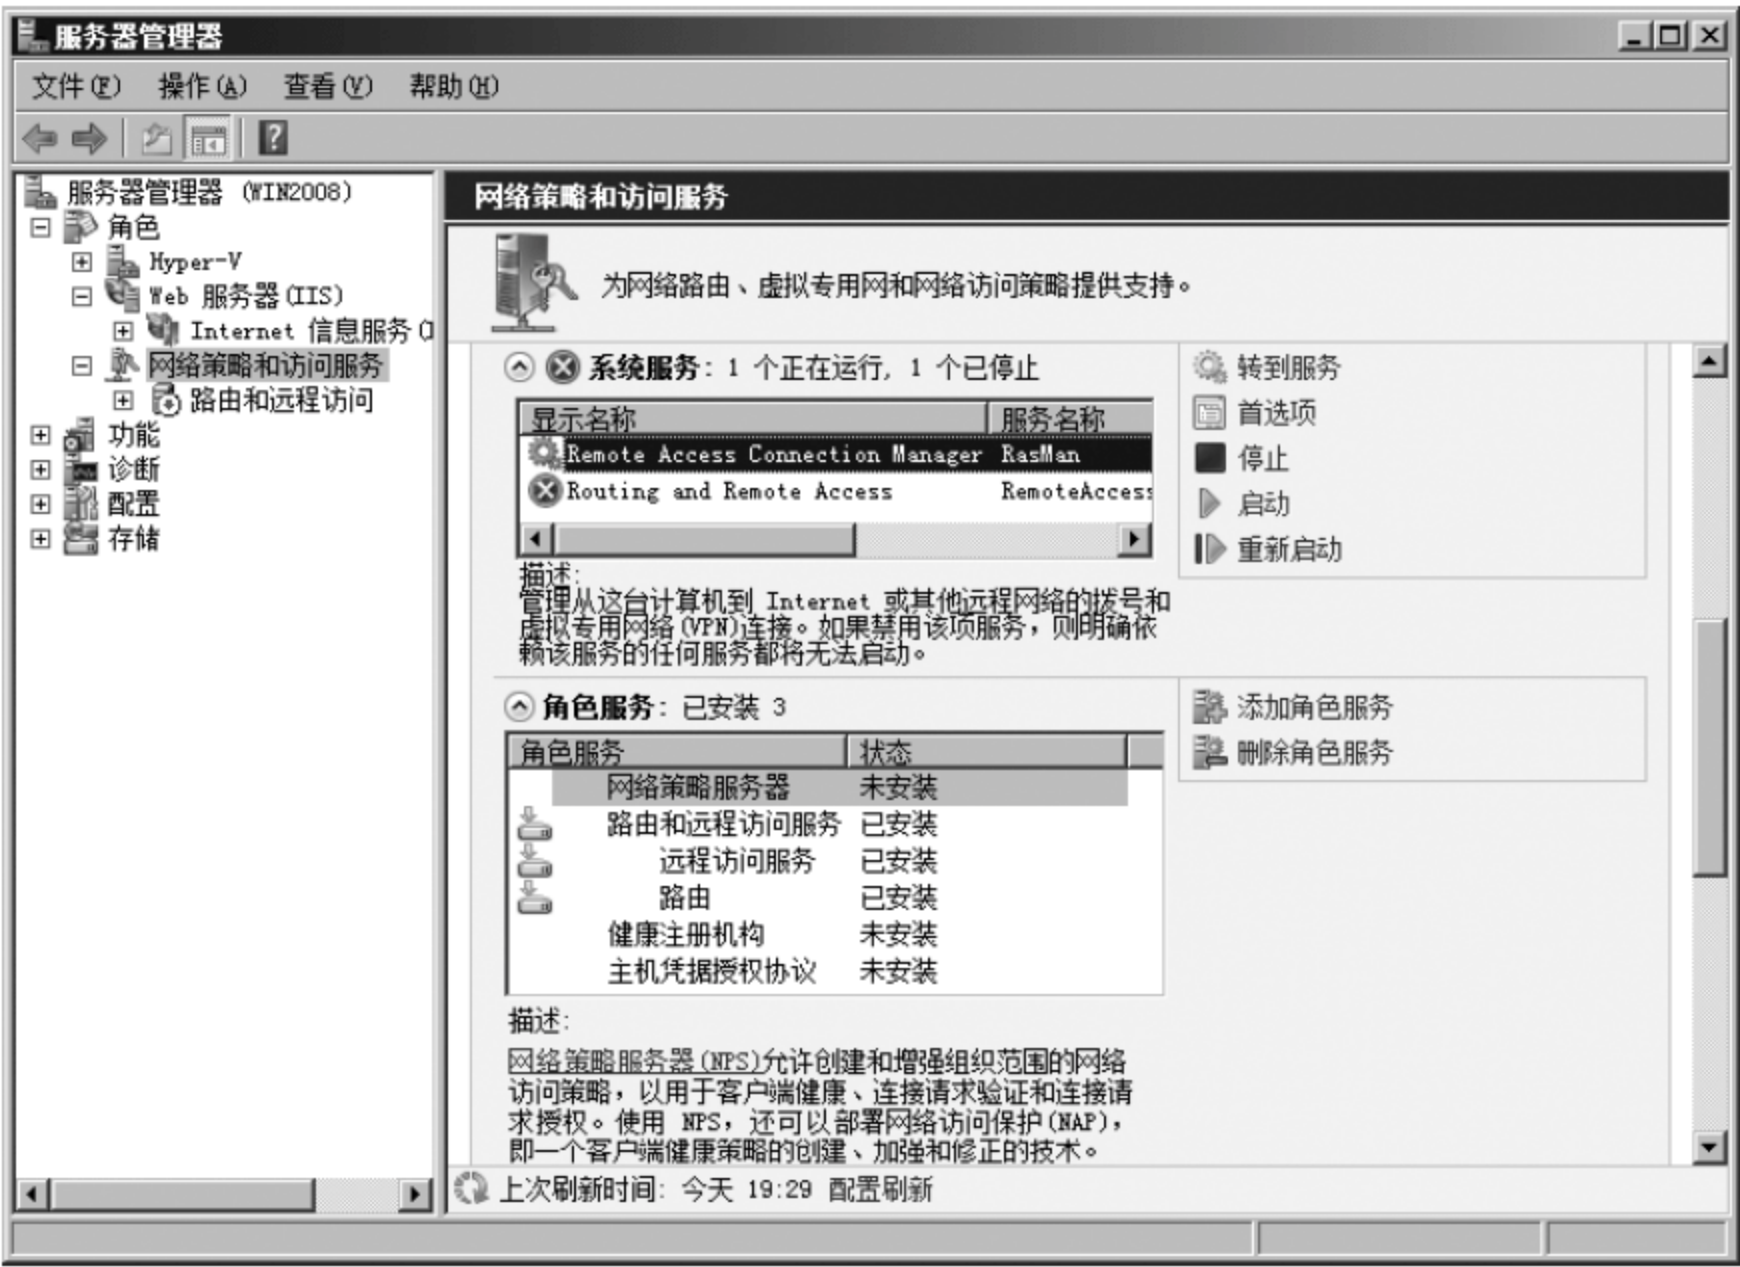 服务器管理器
文件(F) 操作(A) 查看(V) 帮助(H)
服务器管理器 (WIN2008)
角色
Hyper-V
Web 服务器(IIS)
Internet 信息服务(I
网络策略和访问服务
路由和远程访问
功能
诊断
配置
存储
网络策略和访问服务
为网络路由、虚拟专用网和网络访问策略提供支持。
系统服务: 1 个正在运行, 1 个已停止
显示名称 服务名称
Remote Access Connection Manager RasMan
Routing and Remote Access RemoteAccess
描述:
管理从这台计算机到 Internet 或其他远程网络的拨号和
虚拟专用网络(VPN)连接。如果禁用该项服务，则明确依
赖该服务的任何服务都将无法启动。
转到服务
首选项
停止
启动
重新启动
角色服务: 已安装 3
角色服务 状态
网络策略服务器 未安装
路由和远程访问服务 已安装
远程访问服务 已安装
路由 已安装
健康注册机构 未安装
主机凭据授权协议 未安装
描述:
网络策略服务器(NPS)允许创建和增强组织范围的网络
访问策略，以用于客户端健康、连接请求验证和连接请
求授权。使用 NPS，还可以部署网络访问保护(NAP)，
即一个客户端健康策略的创建、加强和修正的技术。
添加角色服务
删除角色服务
上次刷新时间: 今天 19:29 配置刷新